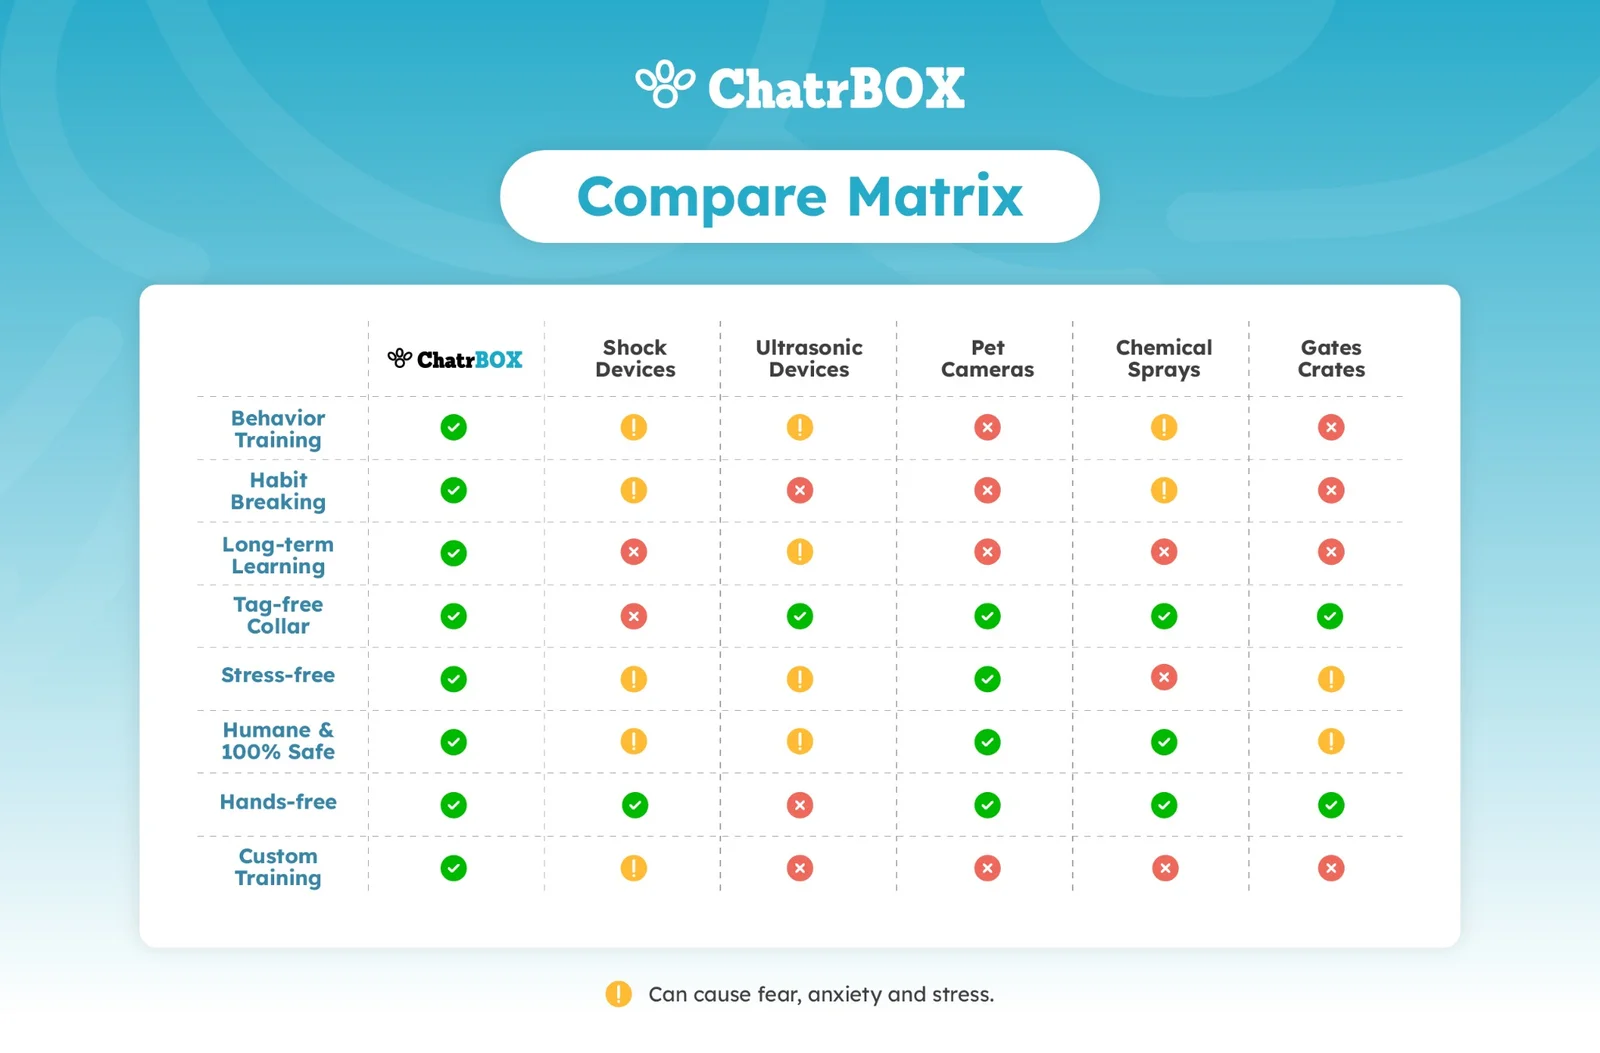 ChatrBOX
Compare Matrix
ChatrBOX
Shock
Devices
Ultrasonic
Devices
Pet
Cameras
Chemical
Sprays
Gates
Crates
Behavior
Training
Habit
Breaking
Long-term
Learning
Tag-free
Collar
Stress-free
Humane &
100% Safe
Hands-free
Custom
Training
Can cause fear, anxiety and stress.